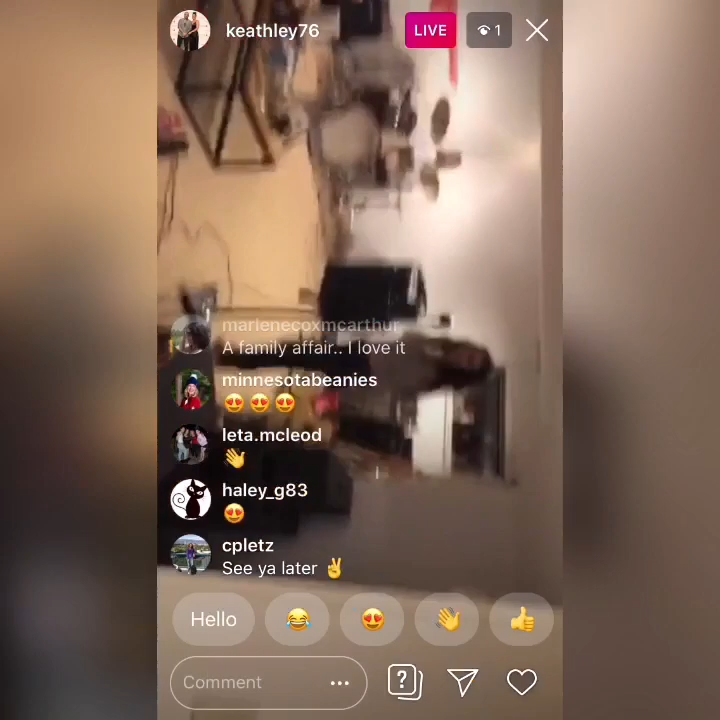 keathley76
LIVE
1
marlenecoxmcarthur
A family affair.. I love it
minnesotabeanies
😍😍😍
leta.mcleod
👋
haley_g83
😍
cpletz
See ya later ✌️
Hello 😂 😍 👋 👍
Comment